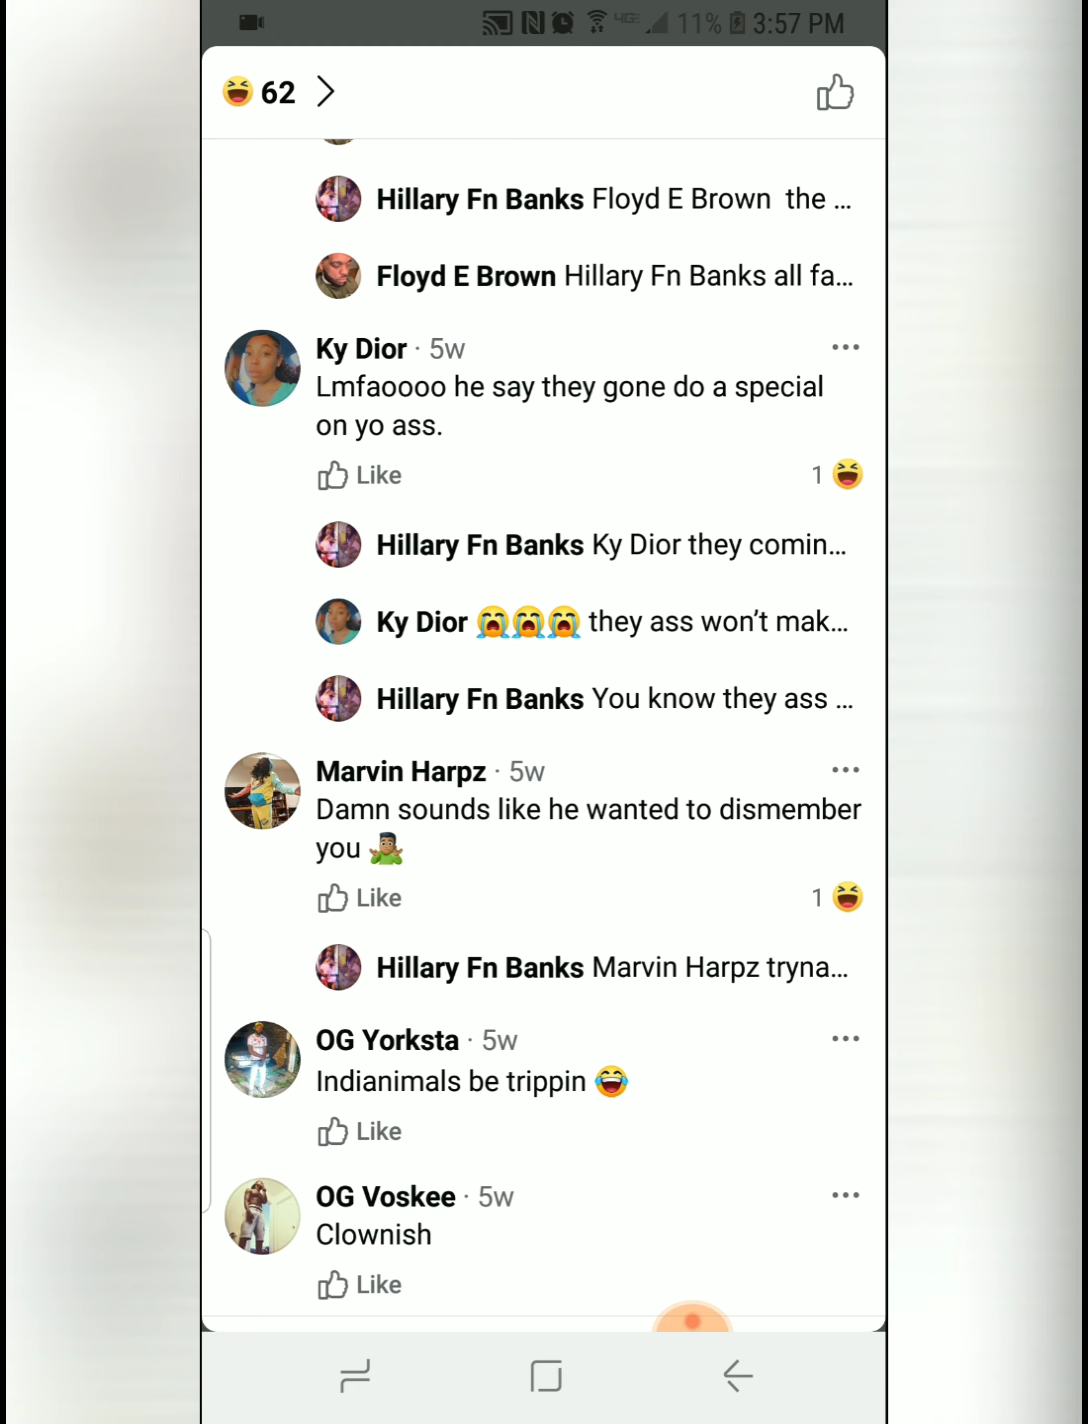 4GE 11% 3:57 PM
62
Hillary Fn Banks Floyd E Brown the ...
Floyd E Brown Hillary Fn Banks all fa...
Ky Dior · 5w
Lmfaoooo he say they gone do a special
on yo ass.
Like 1
Hillary Fn Banks Ky Dior they comin...
Ky Dior 😭😭😭 they ass won’t mak...
Hillary Fn Banks You know they ass ...
Marvin Harpz · 5w
Damn sounds like he wanted to dismember
you 🤷🏽‍♂️
Like 1
Hillary Fn Banks Marvin Harpz tryna...
OG Yorksta · 5w
Indianimals be trippin 😂
Like
OG Voskee · 5w
Clownish
Like